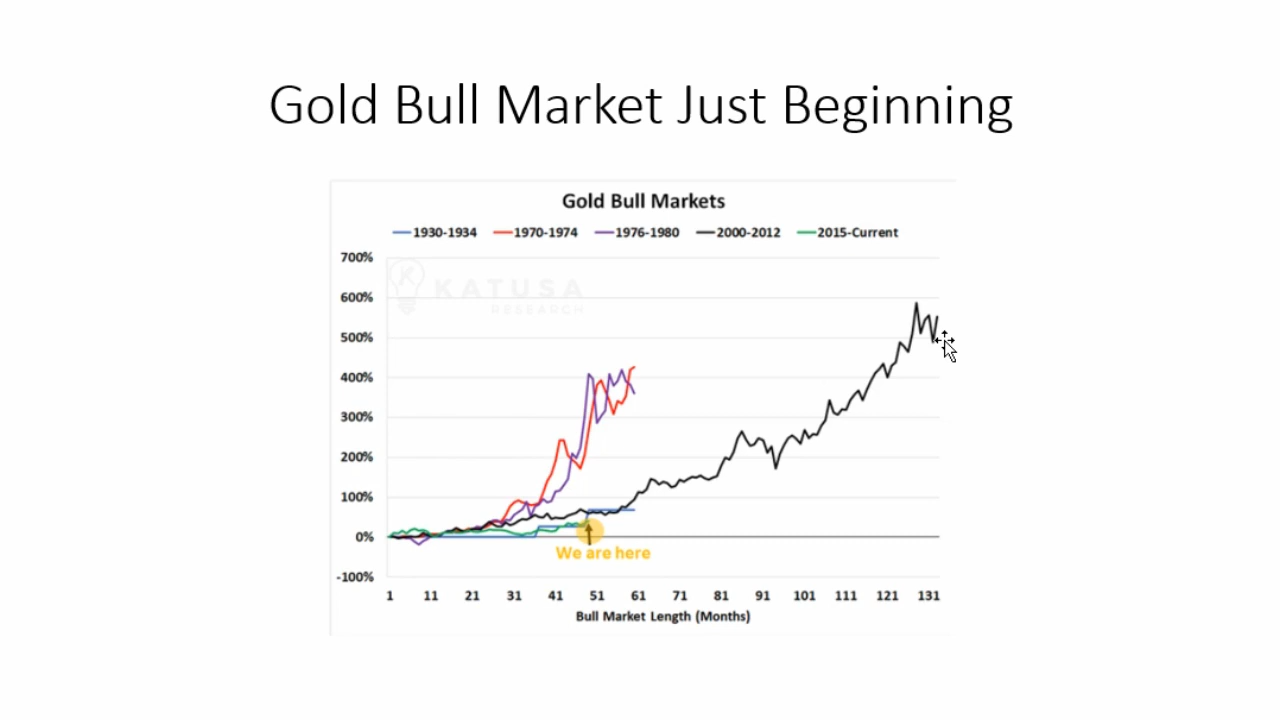 Gold Bull Market Just Beginning
Gold Bull Markets
1930-1934 1970-1974 1976-1980 2000-2012 2015-Current
700%
KATUSA
RESEARCH
600%
500%
400%
300%
200%
100%
0%
-100%
We are here
1 11 21 31 41 51 61 71 81 91 101 111 121 131
Bull Market Length (Months)